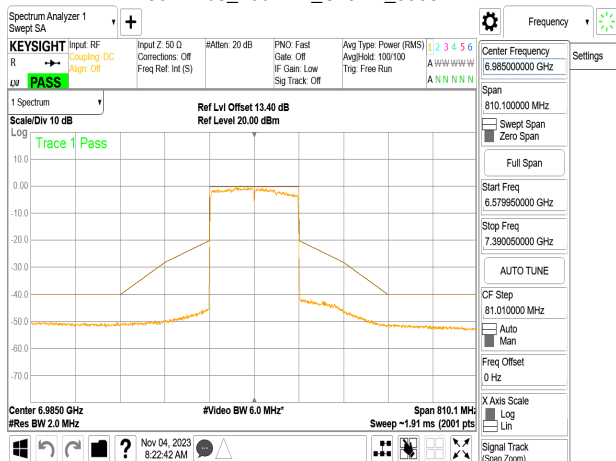 Spectrum Analyzer 1
Swept SA
Frequency
KEYSIGHT
R
LXI
PASS
Input: RF
Coupling: DC
Align: Off
Input Z: 50 Ω
Corrections: Off
Freq Ref: Int (S)
#Atten: 20 dB
PNO: Fast
Gate: Off
IF Gain: Low
Sig Track: Off
Avg Type: Power (RMS)
Avg|Hold: 100/100
Trig: Free Run
1 2 3 4 5 6
A W W W W W
A N N N N N
1 Spectrum
Scale/Div 10 dB
Ref Lvl Offset 13.40 dB
Ref Level 20.00 dBm
Log
Trace 1 Pass
10.0
0.00
-10.0
-20.0
-30.0
-40.0
-50.0
-60.0
-70.0
Center 6.9850 GHz
#Res BW 2.0 MHz
#Video BW 6.0 MHz*
Span 810.1 MHz
Sweep ~1.91 ms (2001 pts
Nov 04, 2023
8:22:42 AM
?
Center Frequency
6.985000000 GHz
Settings
Span
810.100000 MHz
Swept Span
Zero Span
Full Span
Start Freq
6.579950000 GHz
Stop Freq
7.390050000 GHz
AUTO TUNE
CF Step
81.010000 MHz
Auto
Man
Freq Offset
0 Hz
X Axis Scale
Log
Lin
Signal Track
(Span Zoom)